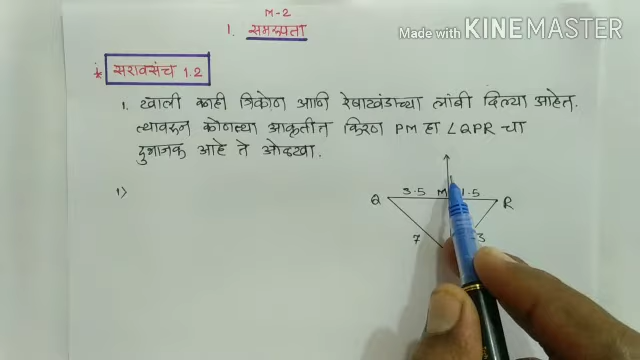 M-2
Made with KINEMASTER
1. समरूपता
* सरावसंच 1.2
1. खाली काही त्रिकोण आणि रेषाखंडाच्या लांबी दिल्या आहेत.
त्यावरून कोणत्या आकृतीत किरण PM हा ∠QPR चा
दुभाजक आहे ते ओळखा.
1)
Q 3.5 M 1.5 R
7 3